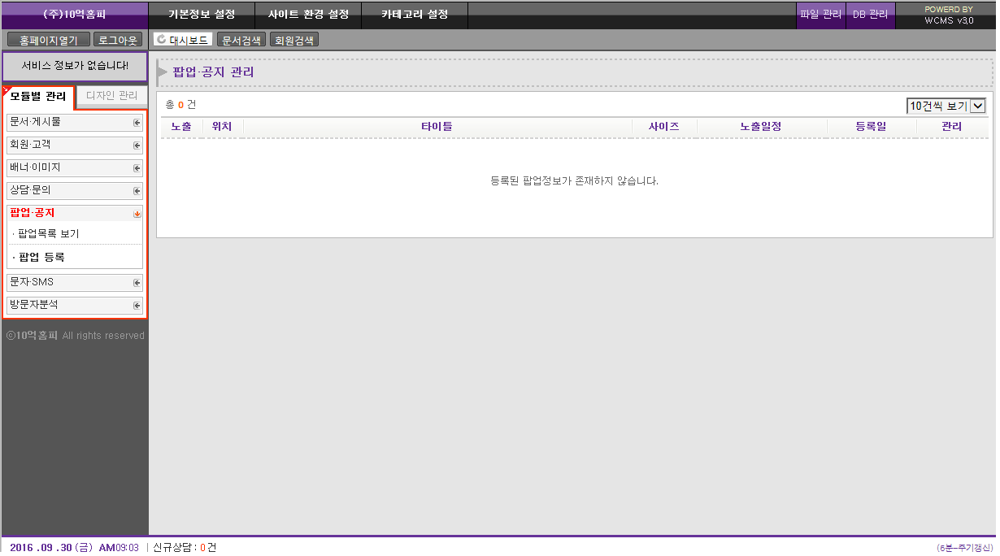 (주)10억홈피 기본정보 설정 사이트 환경 설정 카테고리 설정 파일 관리 DB 관리 POWERD BY
WCMS v3.0
홈페이지열기 로그아웃 대시보드 문서검색 회원검색
서비스 정보가 없습니다!
모듈별 관리 디자인 관리
문서·게시물
회원·고객
배너·이미지
상담·문의
팝업·공지
· 팝업목록 보기
· 팝업 등록
문자·SMS
방문자분석
ⓒ10억홈피 All rights reserved
팝업·공지 관리
총 0 건 10건씩 보기
노출 위치 타이틀 사이즈 노출일정 등록일 관리
등록된 팝업정보가 존재하지 않습니다.
2016 .09 .30 (금) AM09:03 | 신규상담 : 0 건 (6분-주기갱신)